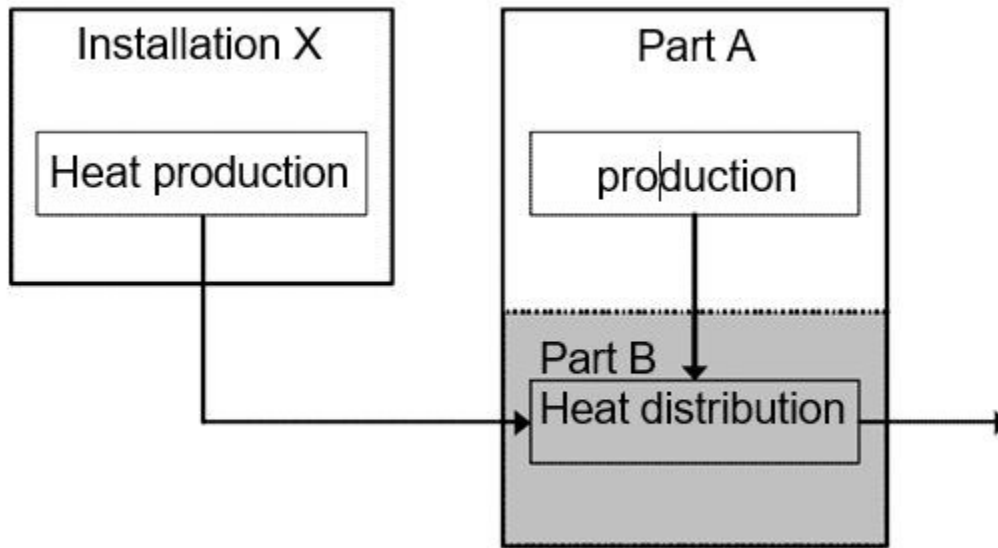 Installation X
Heat production
Part A
production
Part B
Heat distribution